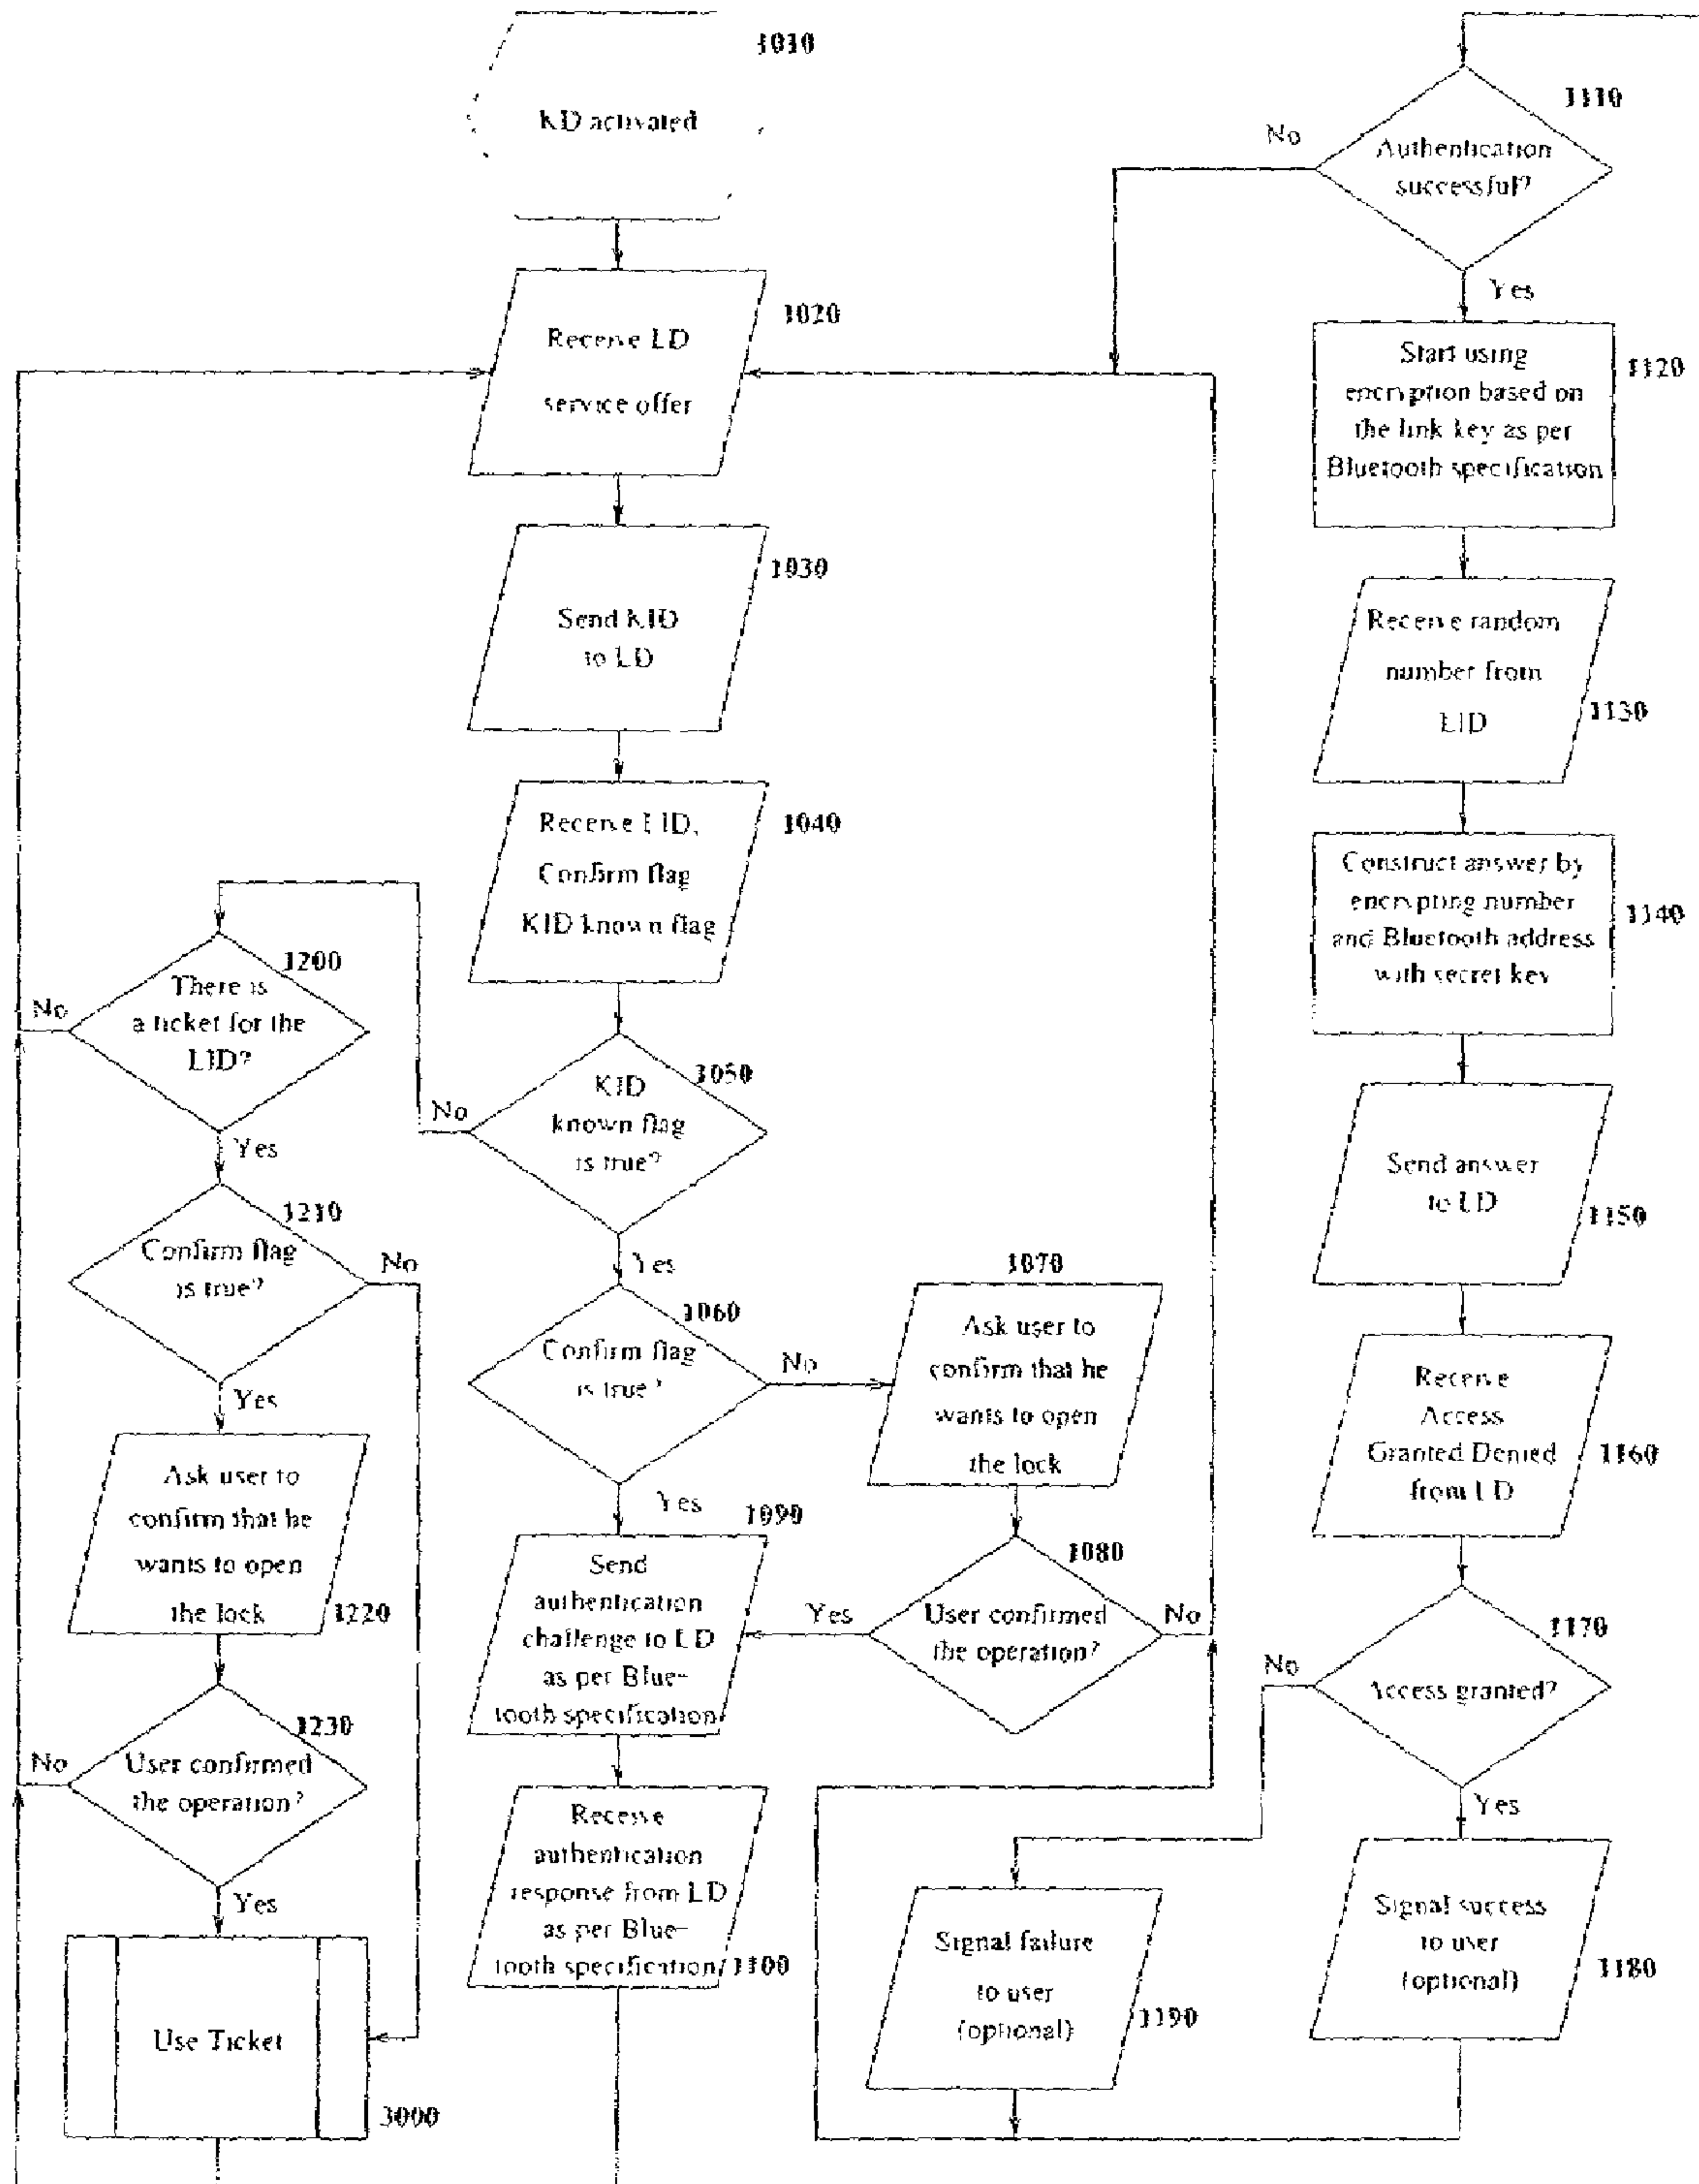 1010
KD activated
1020
Receive LD
service offer
1030
Send KID
to LD
1040
Receive LID,
Confirm flag
KID known flag
1050
KID
known flag
is true?
No
Yes
1060
Confirm flag
is true?
No
Yes
1070
Ask user to
confirm that he
wants to open
the lock
1080
User confirmed
the operation?
Yes
No
1090
Send
authentication
challenge to LD
as per Blue-
tooth specification
Receive
authentication
response from LD
as per Blue-
tooth specification
1100
1200
There is
a ticket for the
LID?
No
Yes
1210
Confirm flag
is true?
No
Yes
Ask user to
confirm that he
wants to open
the lock
1220
1230
User confirmed
the operation?
No
Yes
Use Ticket
3000
1110
Authentication
successful?
No
Yes
Start using
encryption based on
the link key as per
Bluetooth specification
1120
Receive random
number from
LID
1130
Construct answer by
encrypting number
and Bluetooth address
with secret key
1140
Send answer
to LD
1150
Receive
Access
Granted Denied
from LD
1160
1170
Access granted?
No
Yes
Signal success
to user
(optional)
1180
Signal failure
to user
(optional)
1190